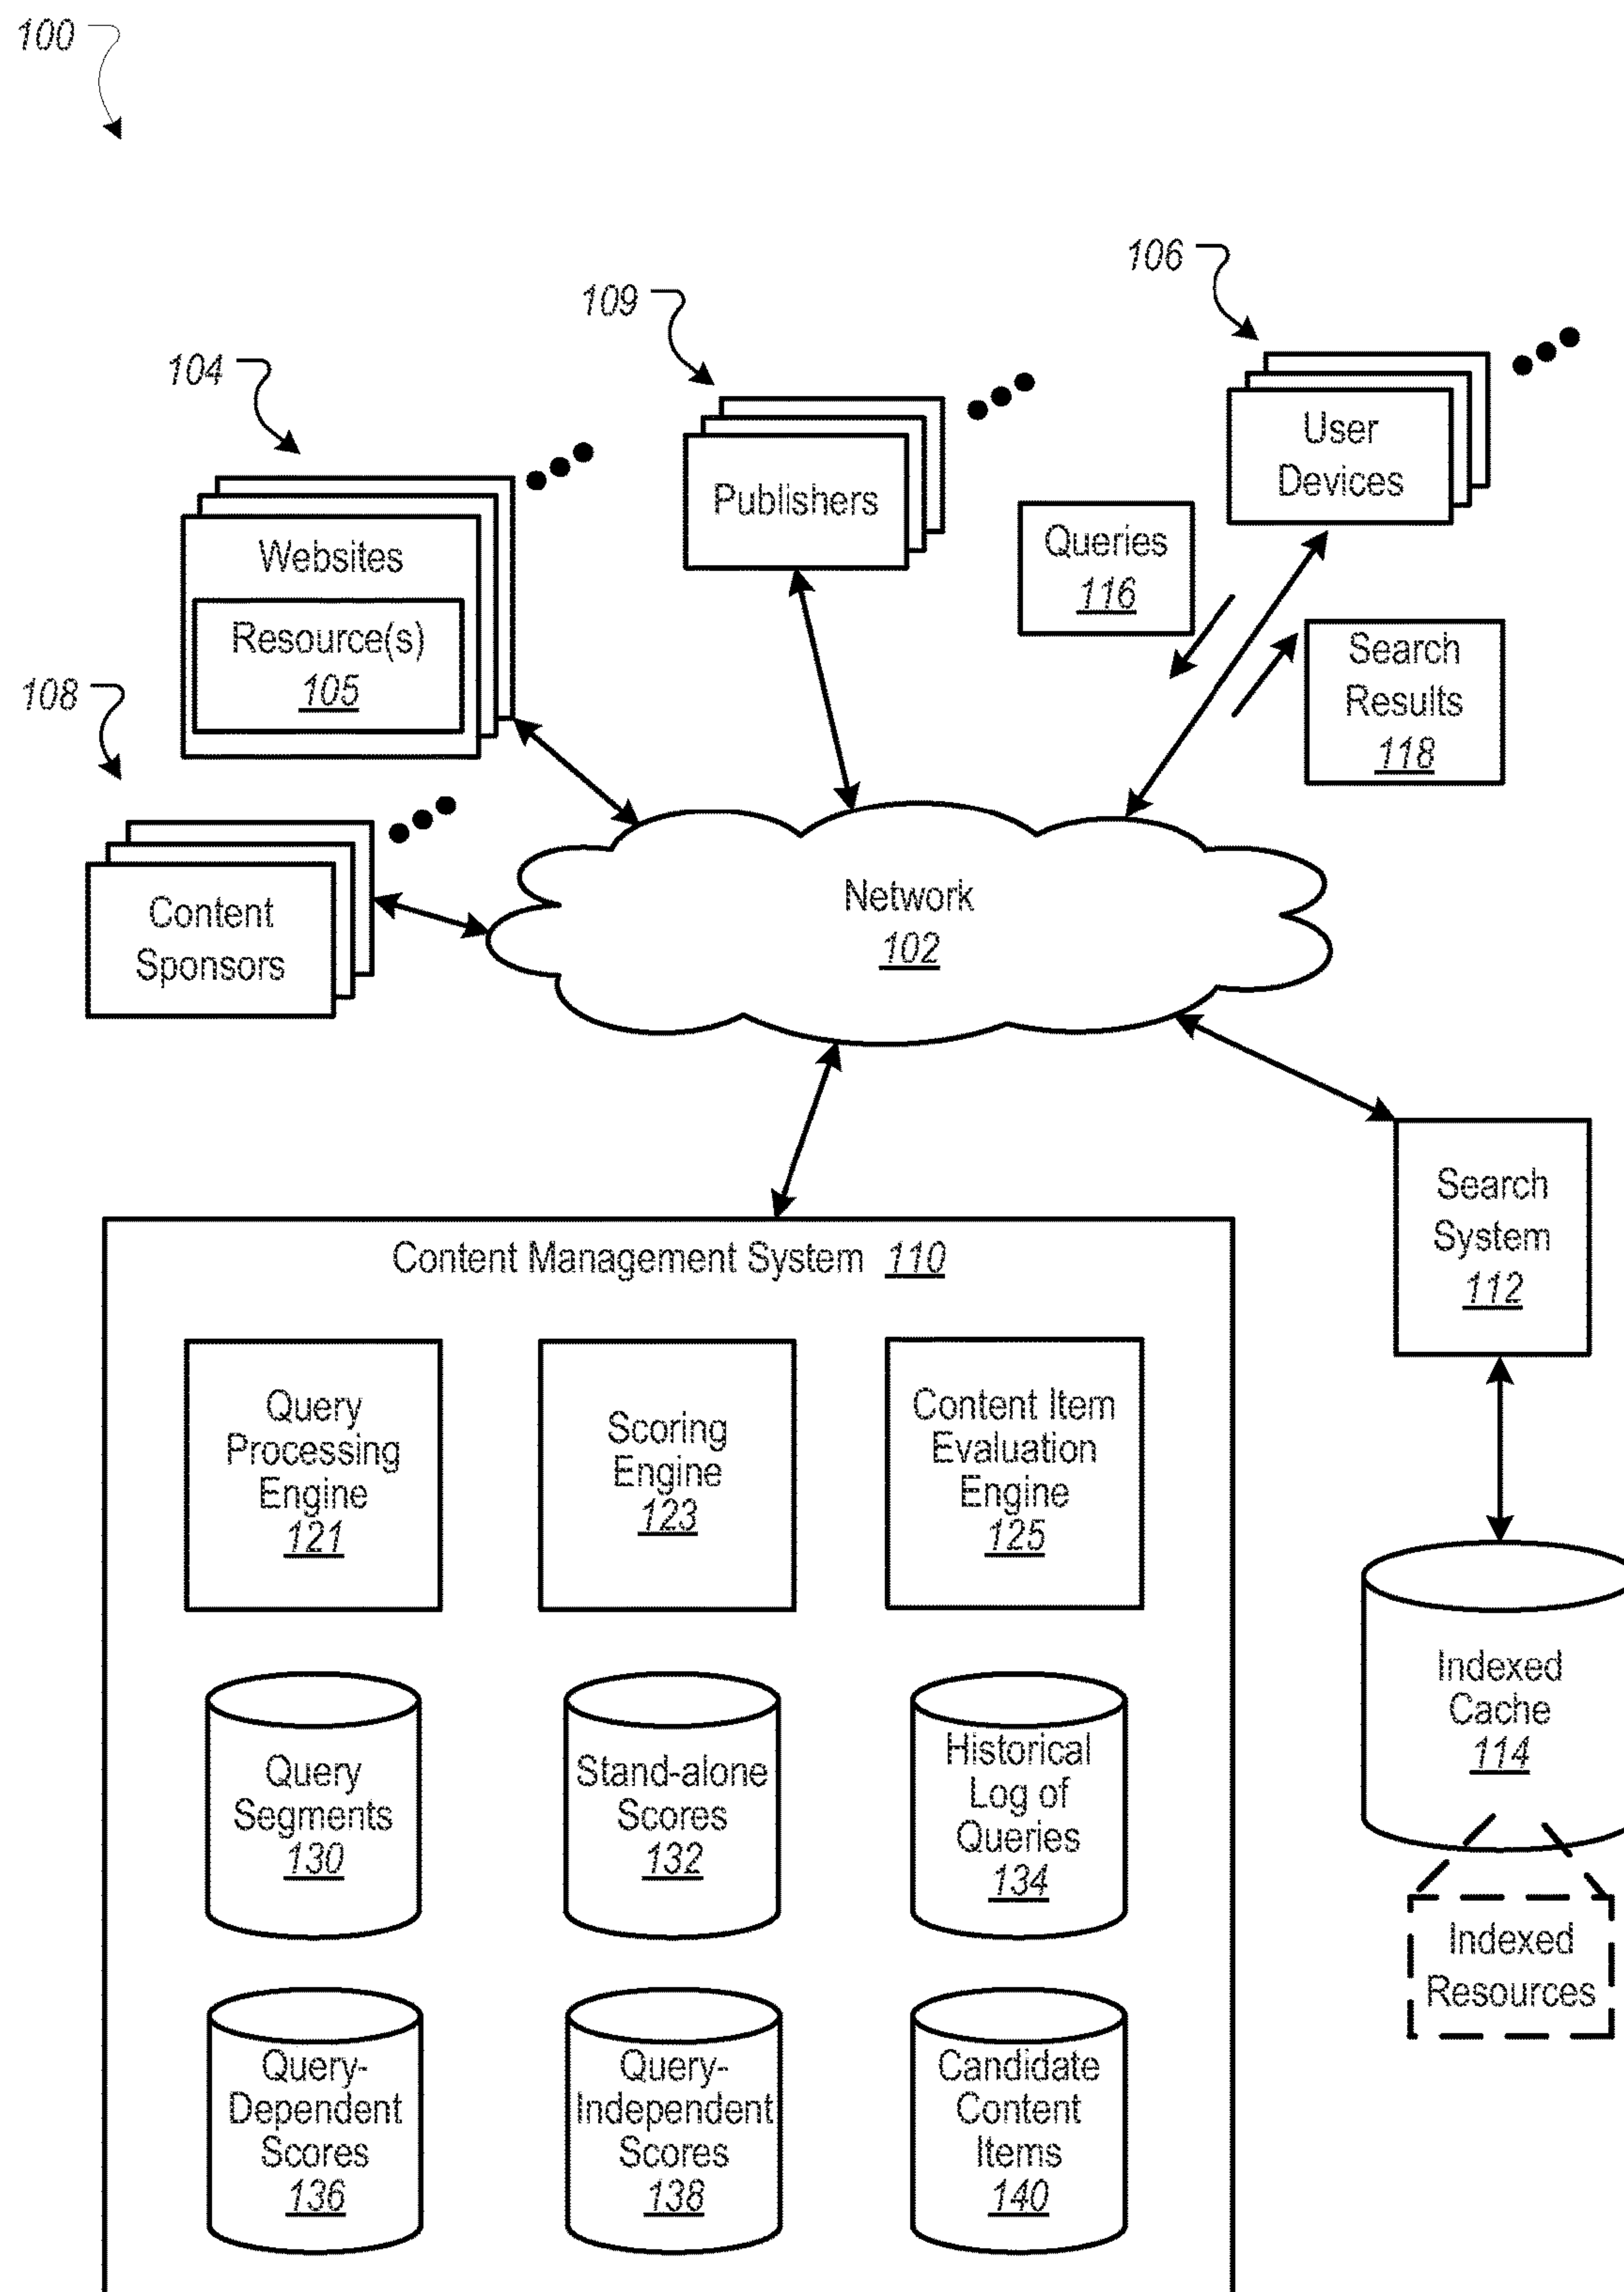 100
106
109
104
User
Devices
Publishers
Queries
116
Websites
Resource(s)
105
Search
Results
118
108
Content
Sponsors
Network
102
Search
System
112
Content Management System 110
Query
Processing
Engine
121
Scoring
Engine
123
Content Item
Evaluation
Engine
125
Indexed
Cache
114
Query
Segments
130
Stand-alone
Scores
132
Historical
Log of
Queries
134
Indexed
Resources
Query-
Dependent
Scores
136
Query-
Independent
Scores
138
Candidate
Content
Items
140